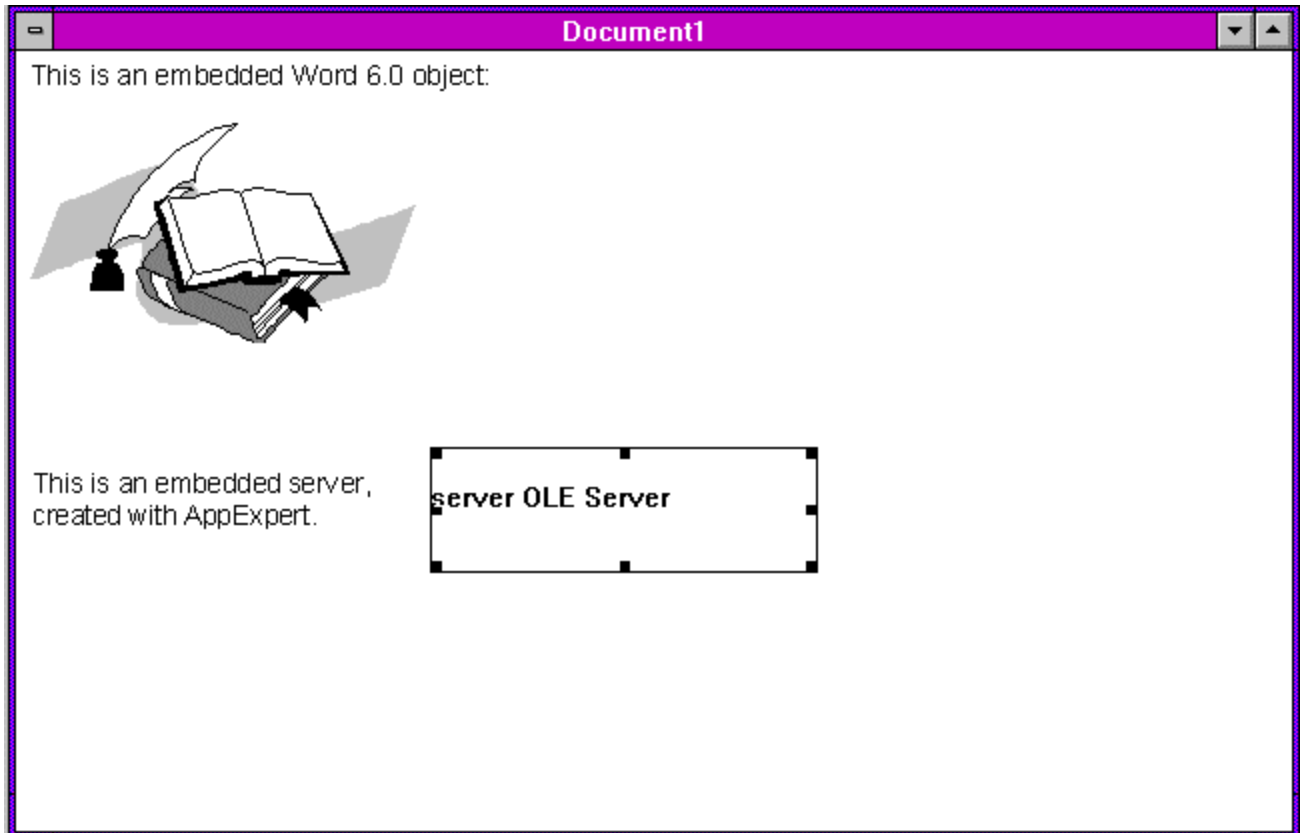 Document1
This is an embedded Word 6.0 object:
This is an embedded server,
created with AppExpert.
server OLE Server